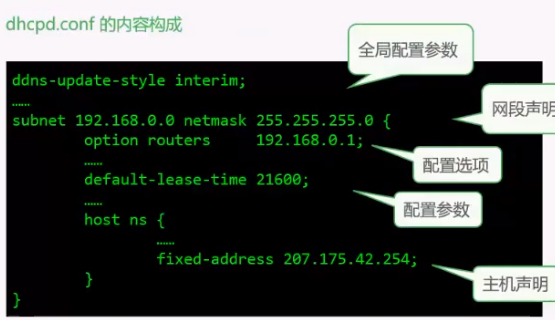 dhcpd.conf 的内容构成
全局配置参数
ddns-update-style interim;
……
网段声明
subnet 192.168.0.0 netmask 255.255.255.0 {
option routers 192.168.0.1;
配置选项
……
default-lease-time 21600;
配置参数
……
host ns {
……
fixed-address 207.175.42.254;
主机声明
}
}